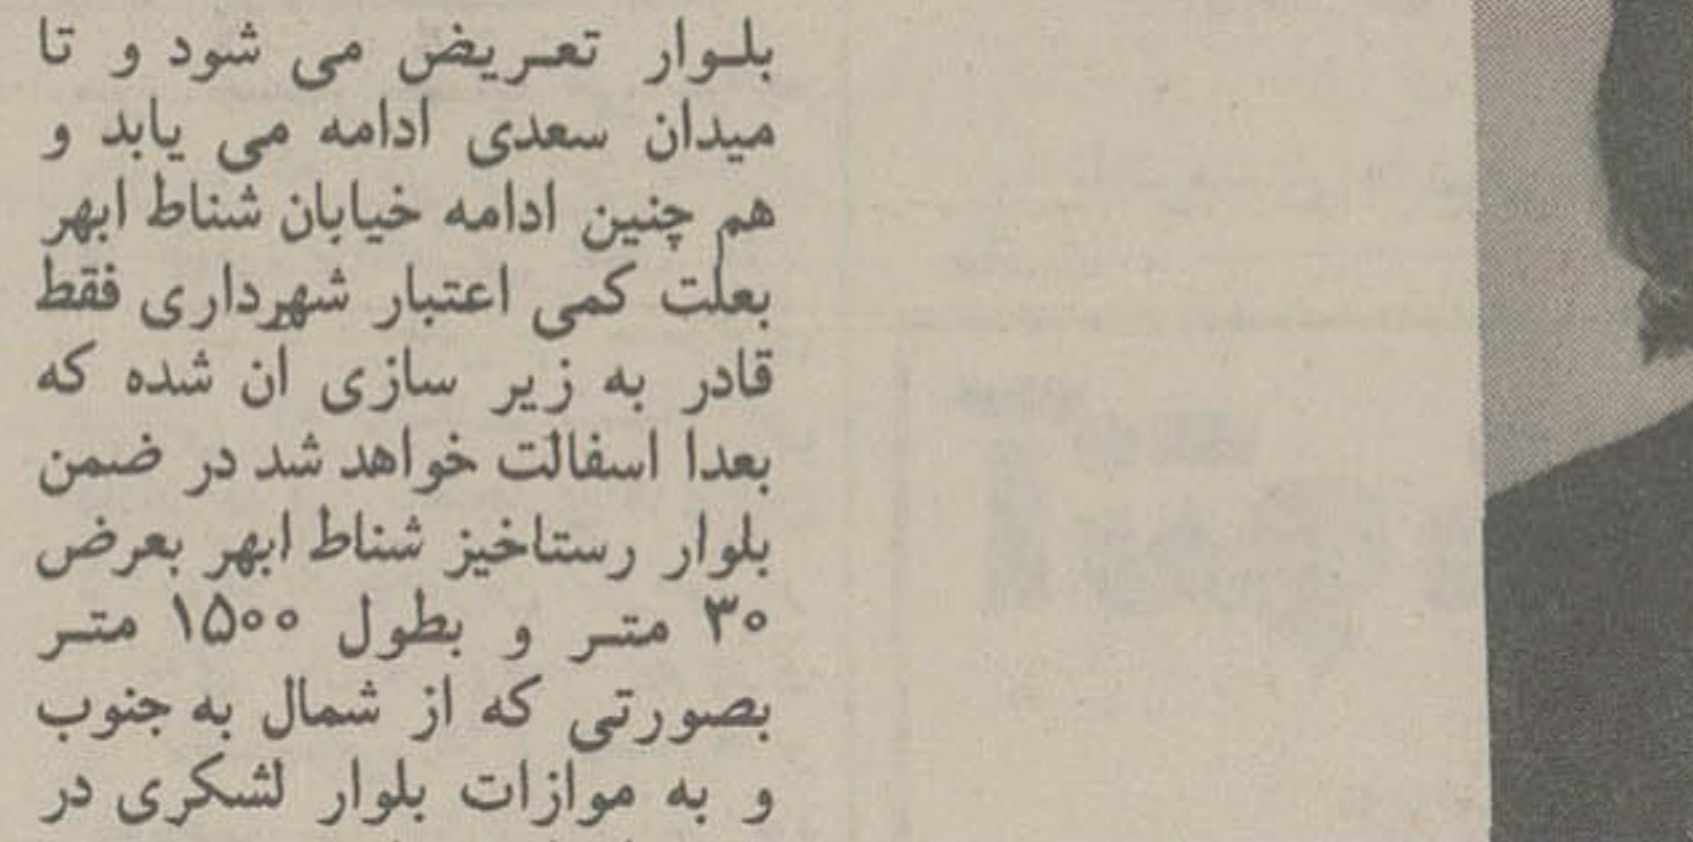 بلوار تعریض می شود و تا
میدان سعدی ادامه می یابد و
هم چنین ادامه خیابان شناط ابهر
بعلت کمی اعتبار شهرداری فقط
قادر به زیر سازی ان شده که
بعدا اسفالت خواهد شد در ضمن
بلوار رستاخیز شناط ابهر بعرض
۳۰ متر و بطول ۱۵۰۰ متر
بصورتی که از شمال به جنوب
و به موازات بلوار لشکری در